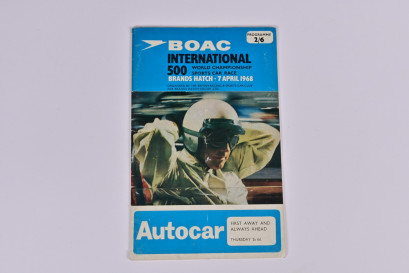 PROGRAMME
2/6
BOAC
INTERNATIONAL
500 WORLD CHAMPIONSHIP
SPORTS CAR RACE
BRANDS HATCH · 7 APRIL 1968
Autocar
FAST AWAY AND
ALWAYS AHEAD
THURSDAY